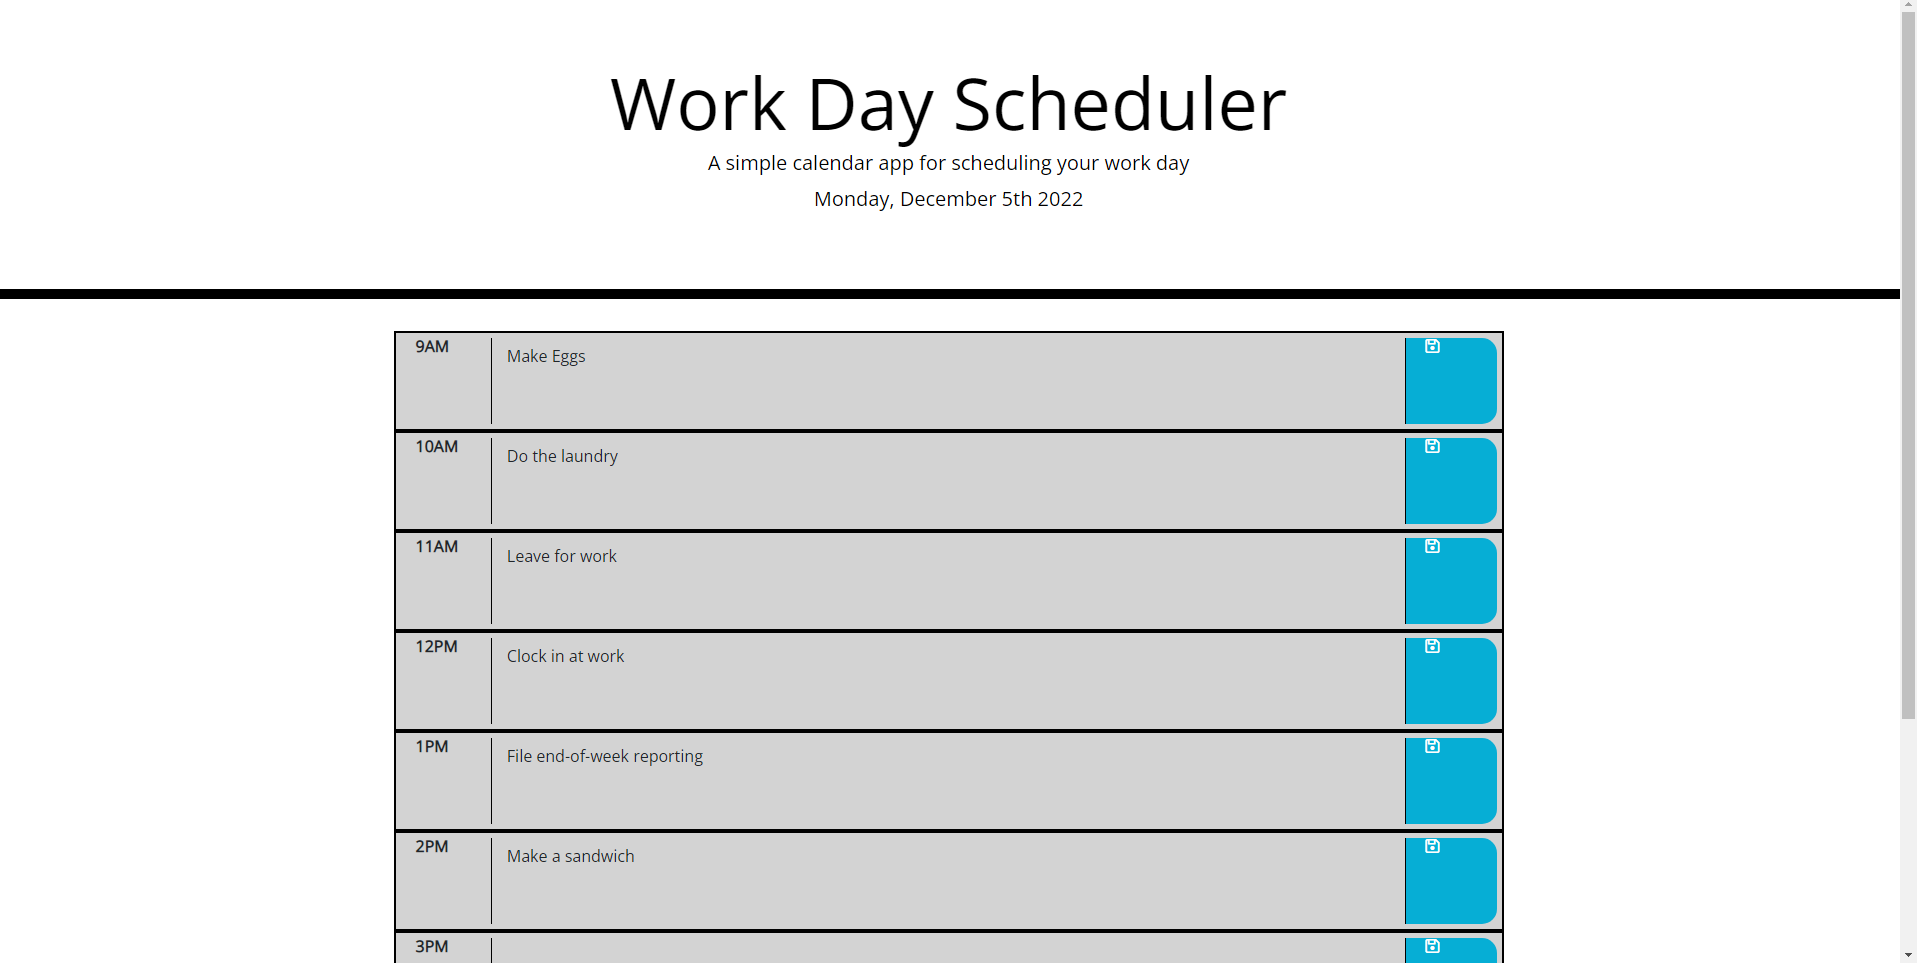 Work Day Scheduler
A simple calendar app for scheduling your work day
Monday, December 5th 2022
9AM
Make Eggs
10AM
Do the laundry
11AM
Leave for work
12PM
Clock in at work
1PM
File end-of-week reporting
2PM
Make a sandwich
3PM